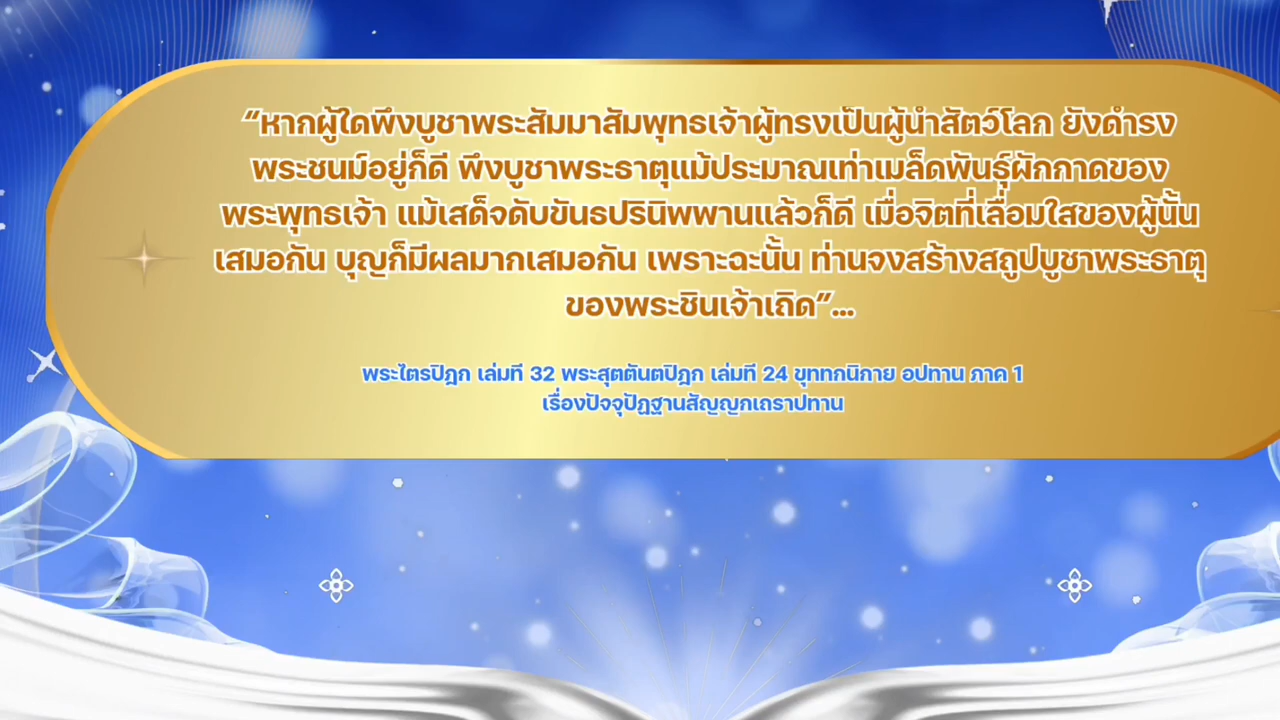 “หากผู้ใดพึงบูชาพระสัมมาสัมพุทธเจ้าผู้ทรงเป็นผู้นำสัตว์โลก ยังดำรง
พระชนม์อยู่ก็ดี พึงบูชาพระธาตุแม้ประมาณเท่าเมล็ดพันธุ์ผักกาดของ
พระพุทธเจ้า แม้เสด็จดับขันธปรินิพพานแล้วก็ดี เมื่อจิตที่เลื่อมใสของผู้นั้น
เสมอกัน บุญก็มีผลมากเสมอกัน เพราะฉะนั้น ท่านจงสร้างสถูปบูชาพระธาตุ
ของพระชินเจ้าเถิด”...
พระไตรปิฎก เล่มที่ 32 พระสุตตันตปิฎก เล่มที่ 24 ขุททกนิกาย อปทาน ภาค 1
เรื่องปัจจุปัฏฐานสัญญกเถราปทาน